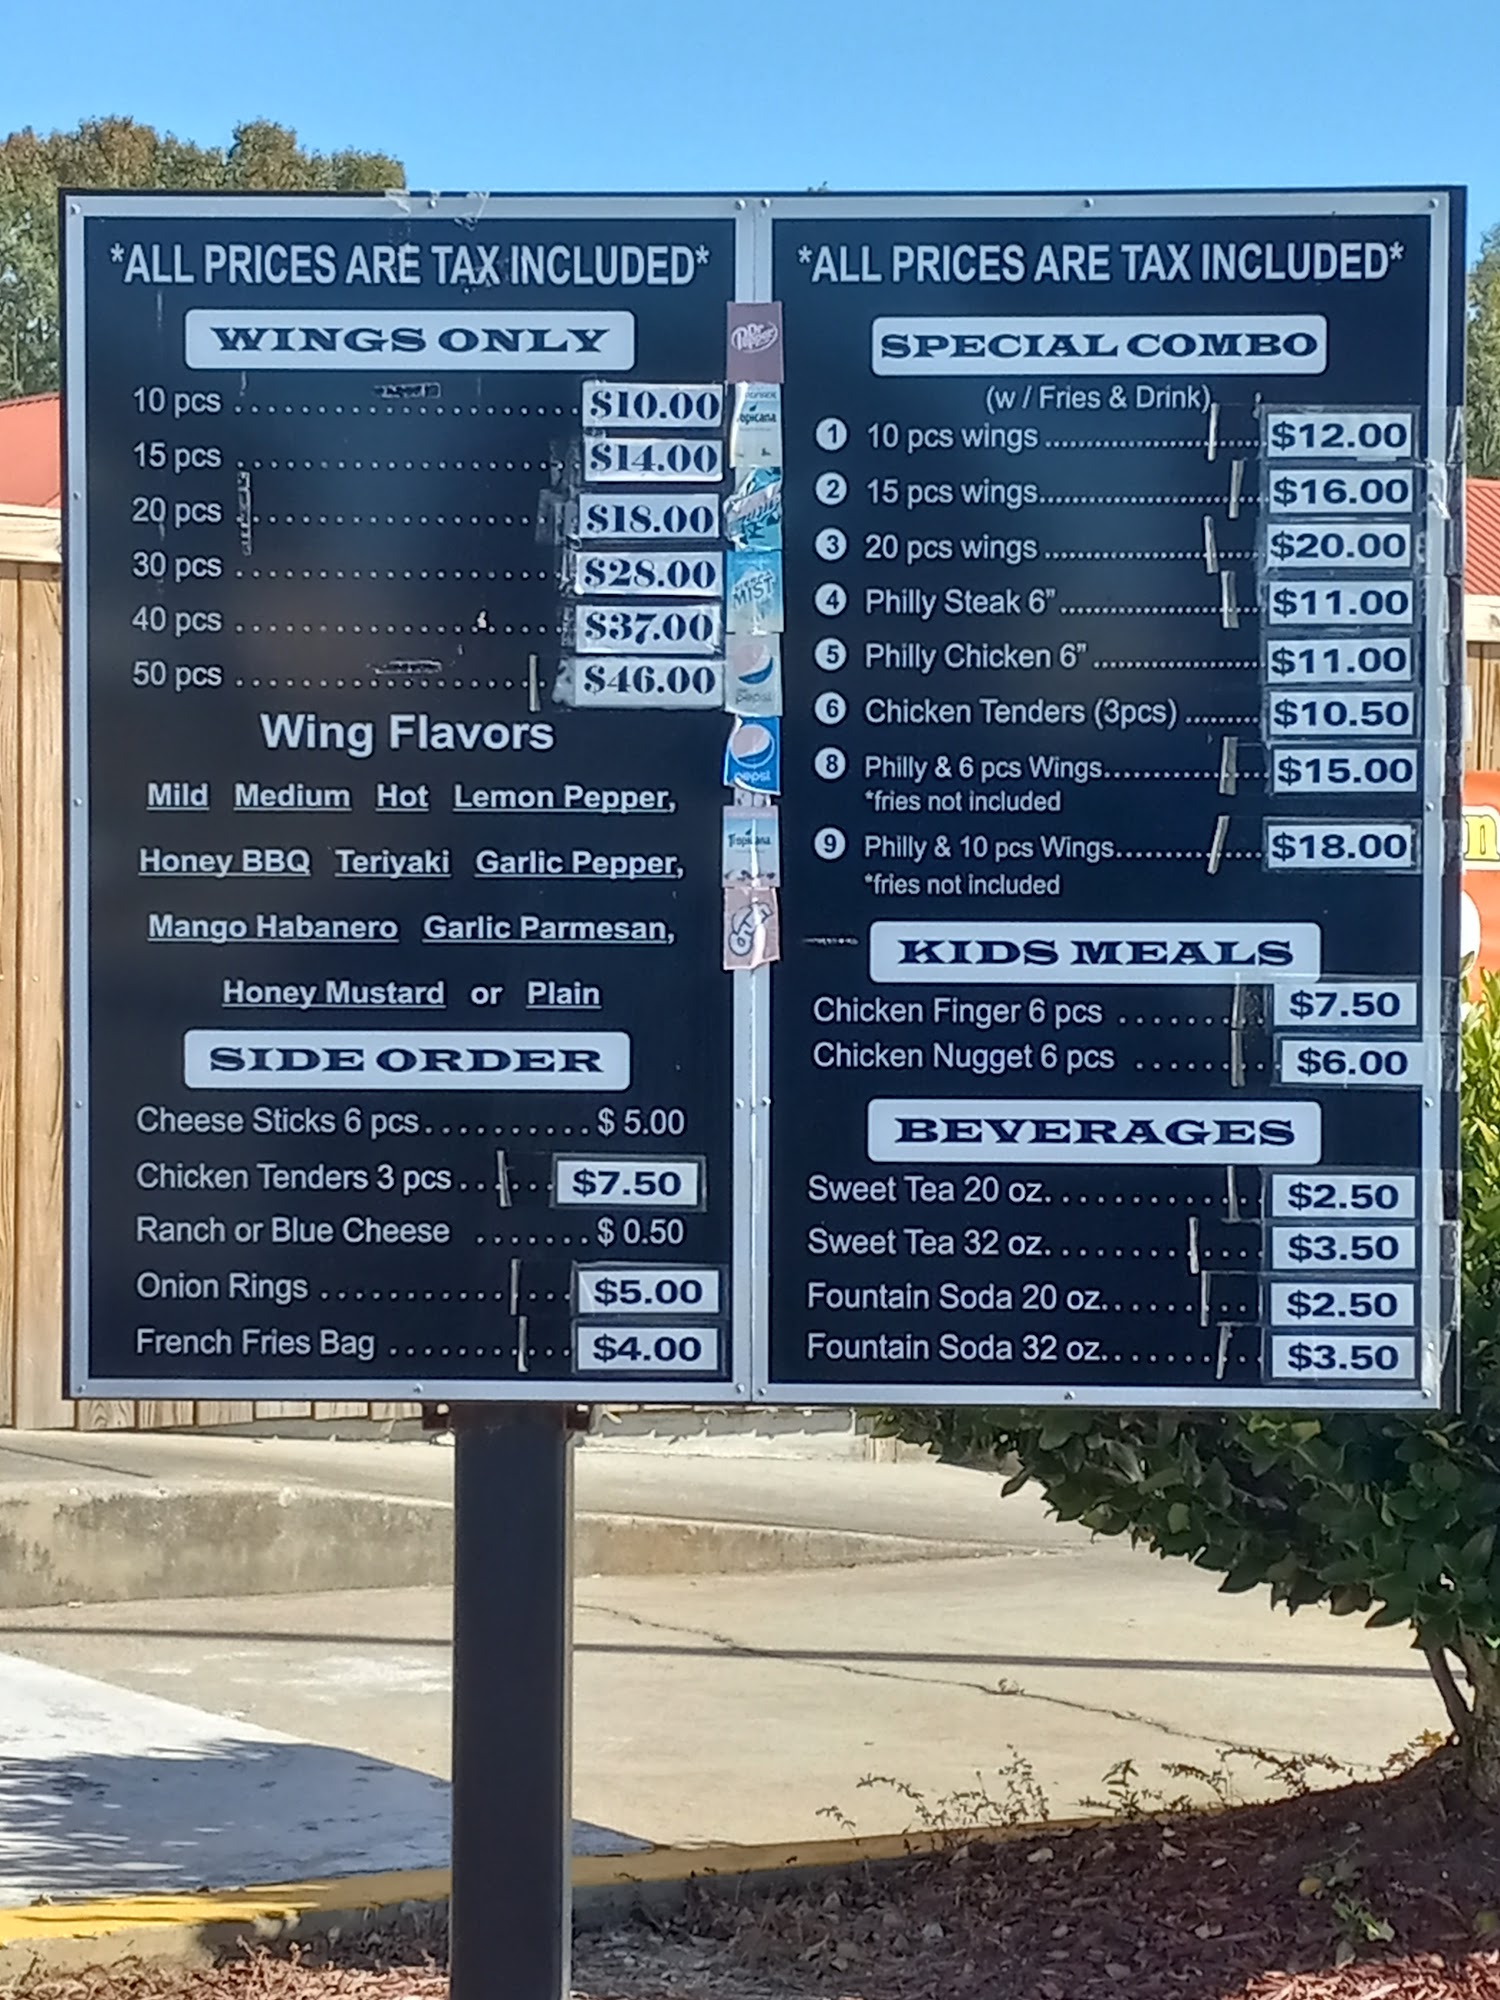 *ALL PRICES ARE TAX INCLUDED*
WINGS ONLY
10 pcs ........................ $10.00
15 pcs ........................ $14.00
20 pcs ........................ $18.00
30 pcs ........................ $28.00
40 pcs ........................ $37.00
50 pcs ........................ $46.00
Wing Flavors
Mild Medium Hot Lemon Pepper,
Honey BBQ Teriyaki Garlic Pepper,
Mango Habanero Garlic Parmesan,
Honey Mustard or Plain
SIDE ORDER
Cheese Sticks 6 pcs.......... $ 5.00
Chicken Tenders 3 pcs ...... $7.50
Ranch or Blue Cheese ....... $ 0.50
Onion Rings ............... $5.00
French Fries Bag ........... $4.00
Dr Pepper
Tropicana
MIST
pepsi
pepsi
Tropicana
*ALL PRICES ARE TAX INCLUDED*
SPECIAL COMBO
(w / Fries & Drink)
1 10 pcs wings ........................ $12.00
2 15 pcs wings........................ $16.00
3 20 pcs wings ........................ $20.00
4 Philly Steak 6” ........................ $11.00
5 Philly Chicken 6” .................... $11.00
6 Chicken Tenders (3pcs) ......... $10.50
8 Philly & 6 pcs Wings................ $15.00
*fries not included
9 Philly & 10 pcs Wings.............. $18.00
*fries not included
KIDS MEALS
Chicken Finger 6 pcs ........ $7.50
Chicken Nugget 6 pcs ....... $6.00
BEVERAGES
Sweet Tea 20 oz............. $2.50
Sweet Tea 32 oz............. $3.50
Fountain Soda 20 oz......... $2.50
Fountain Soda 32 oz......... $3.50